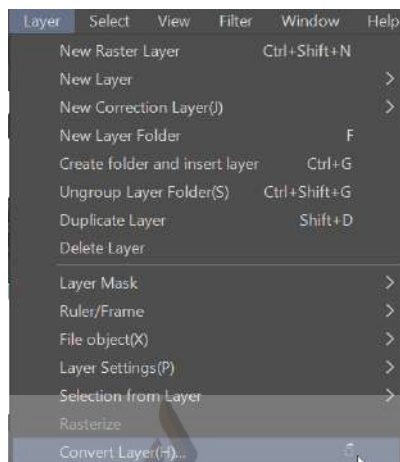 Layer Select View Filter Window Help
New Raster Layer Ctrl+Shift+N
New Layer >
New Correction Layer(J) >
New Layer Folder F
Create folder and insert layer Ctrl+G
Ungroup Layer Folder(S) Ctrl+Shift+G
Duplicate Layer Shift+D
Delete Layer
Layer Mask >
Ruler/Frame >
File object(X) >
Layer Settings(P) >
Selection from Layer >
Rasterize
Convert Layer(H)...